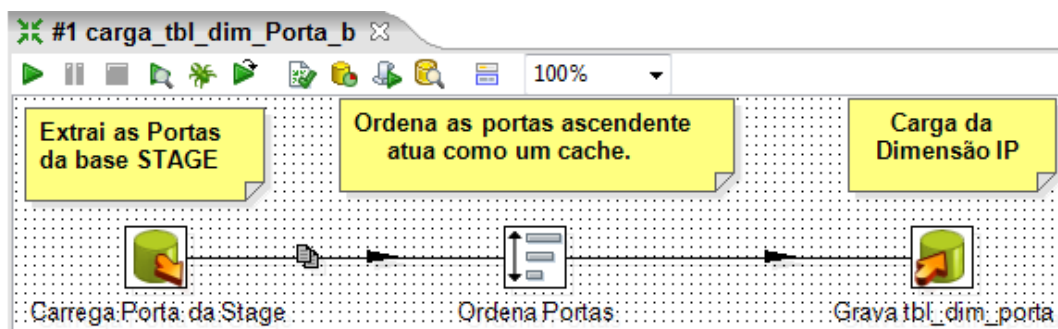 #1 carga_tbl_dim_Porta_b
100%
Extrai as Portas
da base STAGE
Ordena as portas ascendente
atua como um cache.
Carga da
Dimensão IP
Carrega Porta da Stage
Ordena Portas
Grava tbl_dim_porta